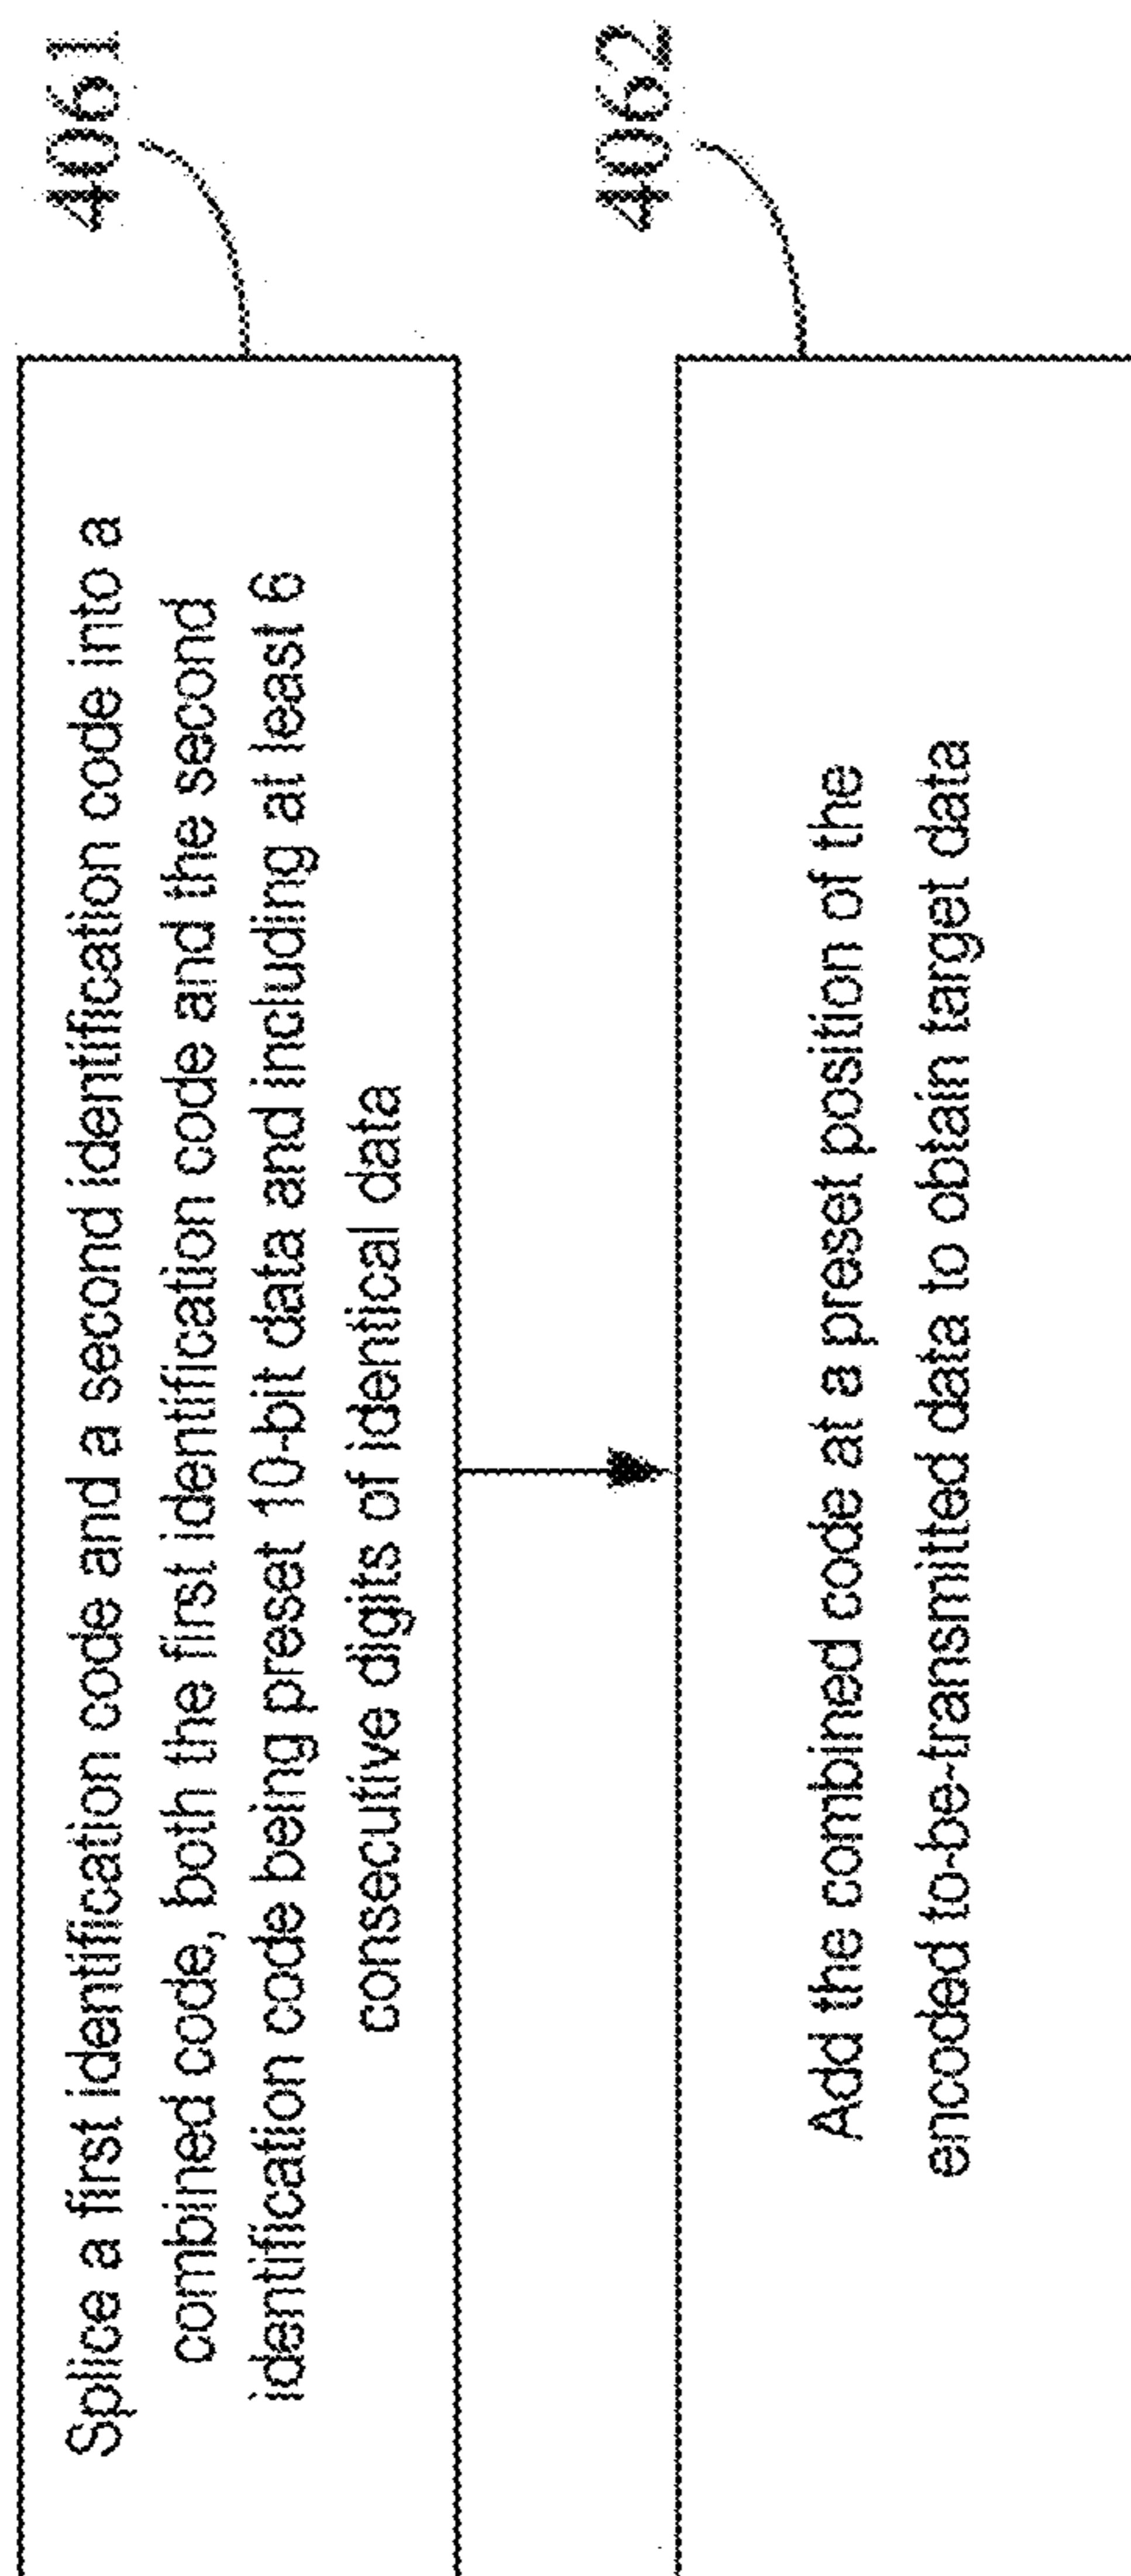 4061
Splice a first identification code and a second identification code into a
combined code, both the first identification code and the second
identification code being preset 10-bit data and including at least 6
consecutive digits of identical data
4062
Add the combined code at a preset position of the
encoded to-be-transmitted data to obtain target data